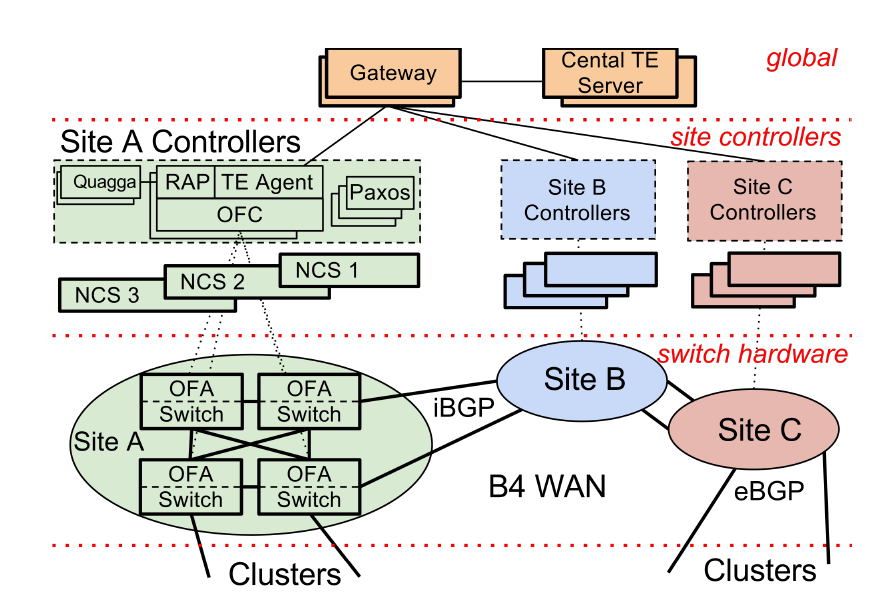 global
Gateway
Cental TE
Server
site controllers
Site A Controllers
Quagga
RAP
TE Agent
OFC
Paxos
Site B
Controllers
Site C
Controllers
NCS 1
NCS 2
NCS 3
switch hardware
OFA
Switch
OFA
Switch
Site A
OFA
Switch
OFA
Switch
iBGP
Site B
Site C
B4 WAN
eBGP
Clusters
Clusters